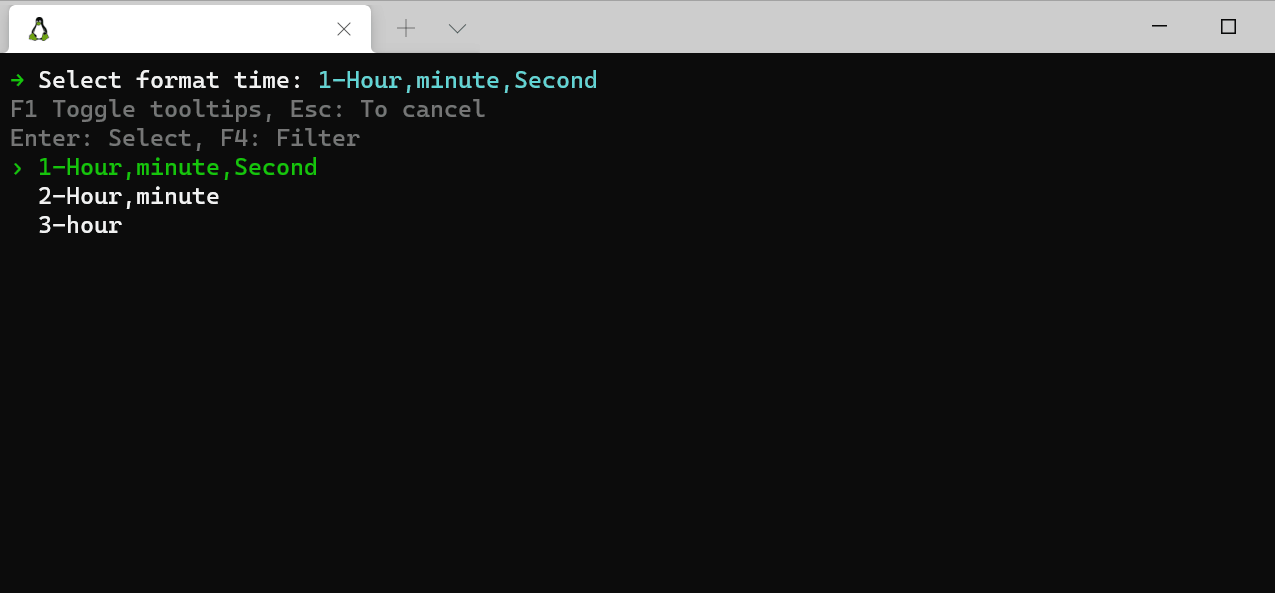 → Select format time: 1-Hour,minute,Second
F1 Toggle tooltips, Esc: To cancel
Enter: Select, F4: Filter
› 1-Hour,minute,Second
2-Hour,minute
3-hour